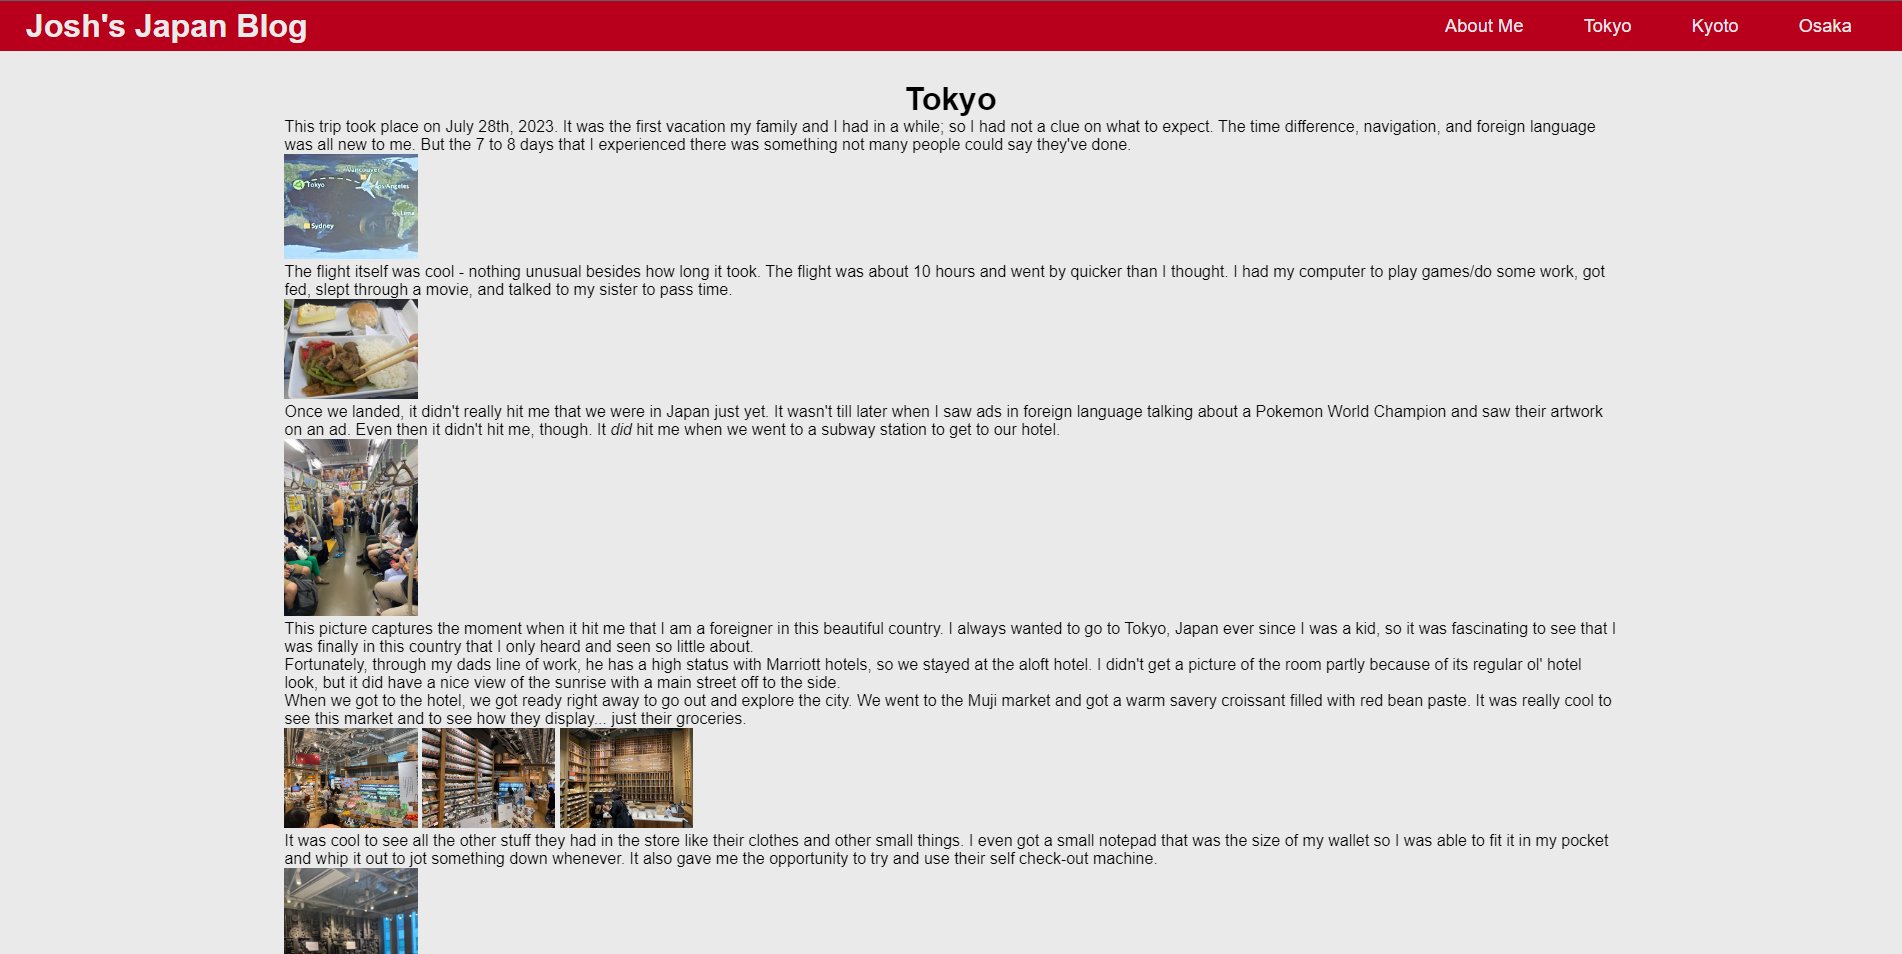 Josh's Japan Blog
About Me
Tokyo
Kyoto
Osaka
Tokyo
This trip took place on July 28th, 2023. It was the first vacation my family and I had in a while; so I had not a clue on what to expect. The time difference, navigation, and foreign language
was all new to me. But the 7 to 8 days that I experienced there was something not many people could say they've done.
Vancouver
Tokyo
Los Angeles
Lima
Sydney
The flight itself was cool - nothing unusual besides how long it took. The flight was about 10 hours and went by quicker than I thought. I had my computer to play games/do some work, got
fed, slept through a movie, and talked to my sister to pass time.
Once we landed, it didn't really hit me that we were in Japan just yet. It wasn't till later when I saw ads in foreign language talking about a Pokemon World Champion and saw their artwork
on an ad. Even then it didn't hit me, though. It did hit me when we went to a subway station to get to our hotel.
This picture captures the moment when it hit me that I am a foreigner in this beautiful country. I always wanted to go to Tokyo, Japan ever since I was a kid, so it was fascinating to see that I
was finally in this country that I only heard and seen so little about.
Fortunately, through my dads line of work, he has a high status with Marriott hotels, so we stayed at the aloft hotel. I didn't get a picture of the room partly because of its regular ol' hotel
look, but it did have a nice view of the sunrise with a main street off to the side.
When we got to the hotel, we got ready right away to go out and explore the city. We went to the Muji market and got a warm savery croissant filled with red bean paste. It was really cool to
see this market and to see how they display... just their groceries.
It was cool to see all the other stuff they had in the store like their clothes and other small things. I even got a small notepad that was the size of my wallet so I was able to fit it in my pocket
and whip it out to jot something down whenever. It also gave me the opportunity to try and use their self check-out machine.